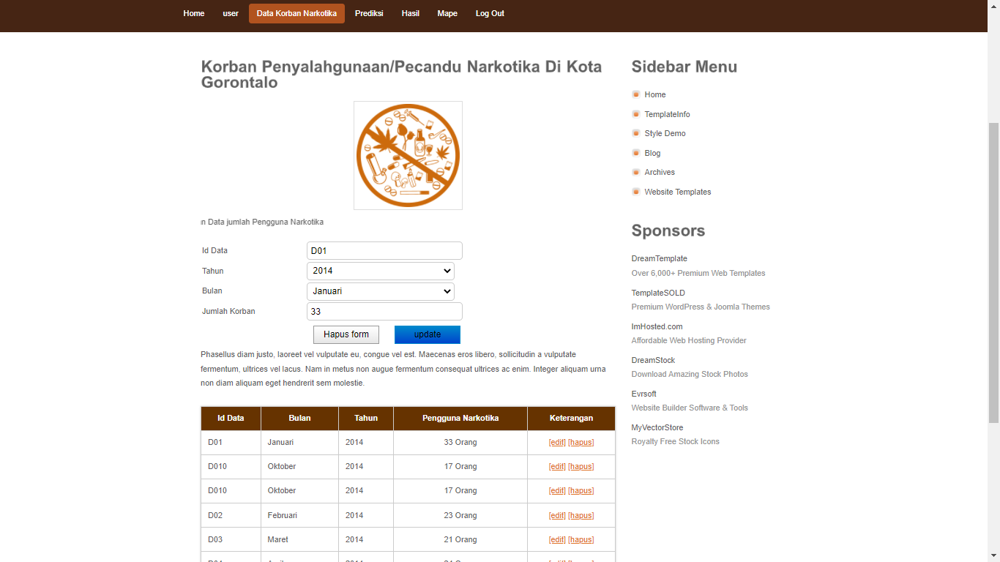 Home user Data Korban Narkotika Prediksi Hasil Mape Log Out
Korban Penyalahgunaan/Pecandu Narkotika Di Kota
Gorontalo
Data jumlah Pengguna Narkotika
Id Data D01
Tahun 2014
Bulan Januari
Jumlah Korban 33
Hapus form update
Phasellus diam justo, laoreet vel vulputate eu, congue vel est. Maecenas eros libero, sollicitudin a vulputate
fermentum, ultrices vel lacus. Nam in metus non augue fermentum consequat ultrices ac enim. Integer aliquam urna
non diam aliquam eget hendrerit sem molestie.
Id Data Bulan Tahun Pengguna Narkotika Keterangan
D01 Januari 2014 33 Orang [edit] [hapus]
D010 Oktober 2014 17 Orang [edit] [hapus]
D010 Oktober 2014 17 Orang [edit] [hapus]
D02 Februari 2014 23 Orang [edit] [hapus]
D03 Maret 2014 21 Orang [edit] [hapus]
Sidebar Menu
Home
TemplateInfo
Style Demo
Blog
Archives
Website Templates
Sponsors
DreamTemplate
Over 6,000+ Premium Web Templates
TemplateSOLD
Premium WordPress & Joomla Themes
ImHosted.com
Affordable Web Hosting Provider
DreamStock
Download Amazing Stock Photos
Evrsoft
Website Builder Software & Tools
MyVectorStore
Royalty Free Stock Icons